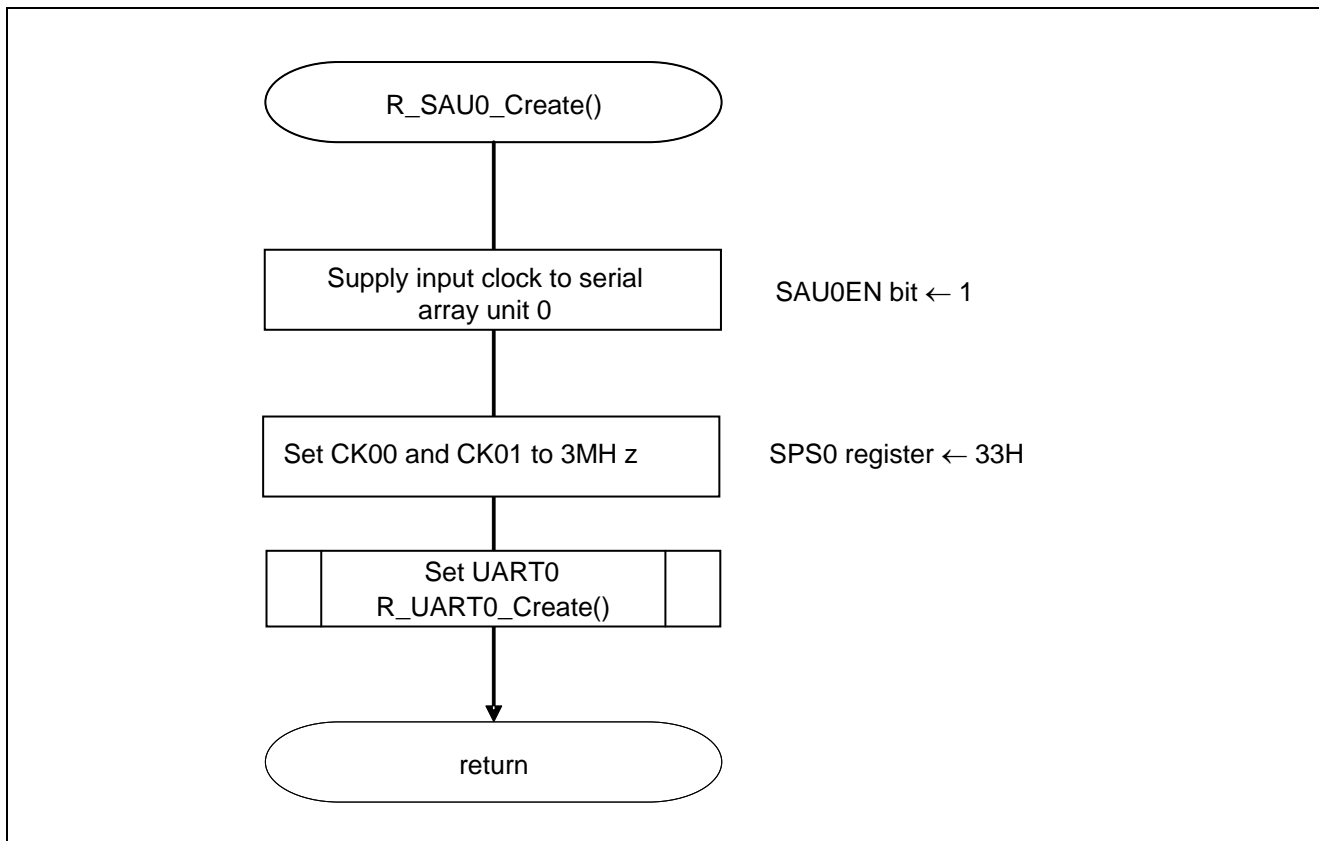 R_SAU0_Create()
Supply input clock to serial
array unit 0
SAU0EN bit ← 1
Set CK00 and CK01 to 3MH z
SPS0 register ← 33H
Set UART0
R_UART0_Create()
return